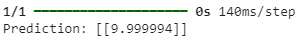 1/1 ━━━━━━━━━━━━━━━━━━━━ 0s 140ms/step
Prediction: [[9.999994]]